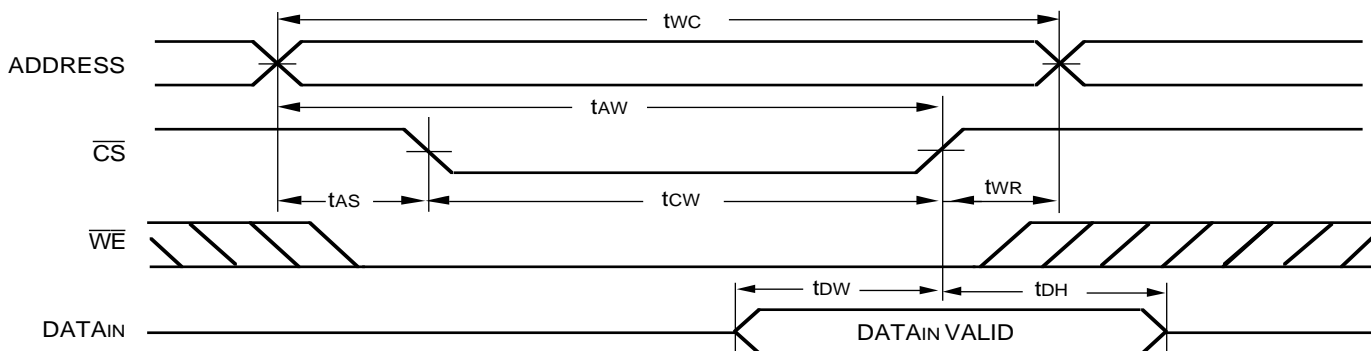 tWC
ADDRESS
tAW
CS
tAS
tCW
tWR
WE
tDW
tDH
DATAIN
DATAIN VALID